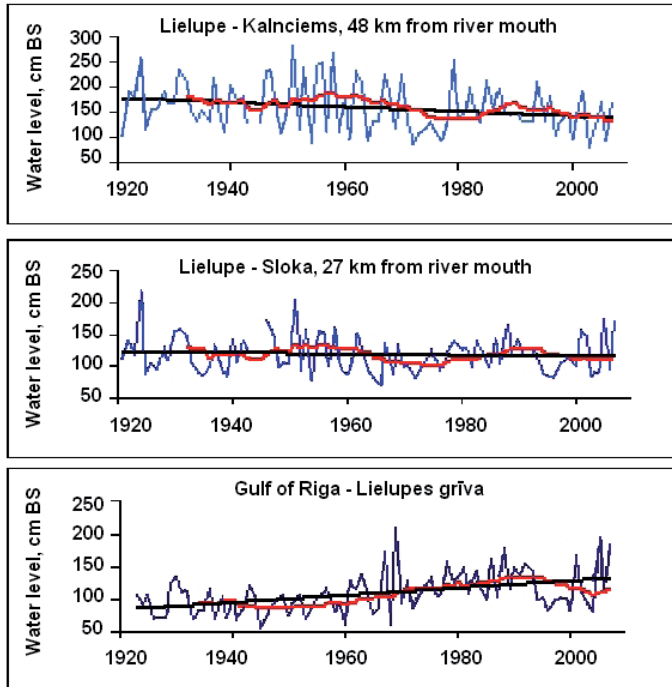 Lielupe - Kalnciems, 48 km from river mouth
Water level, cm BS
300
250
200
150
100
50
1920 1940 1960 1980 2000
Lielupe - Sloka, 27 km from river mouth
Water level, cm BS
250
200
150
100
50
1920 1940 1960 1980 2000
Gulf of Riga - Lielupes grīva
Water level, cm BS
250
200
150
100
50
1920 1940 1960 1980 2000